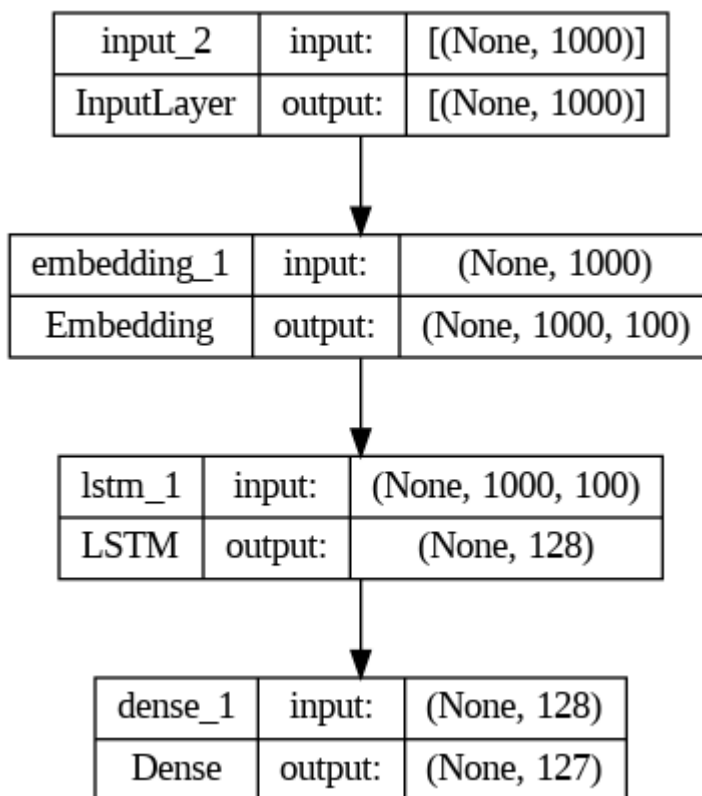 input_2 input: [(None, 1000)]
InputLayer output: [(None, 1000)]
embedding_1 input: (None, 1000)
Embedding output: (None, 1000, 100)
lstm_1 input: (None, 1000, 100)
LSTM output: (None, 128)
dense_1 input: (None, 128)
Dense output: (None, 127)